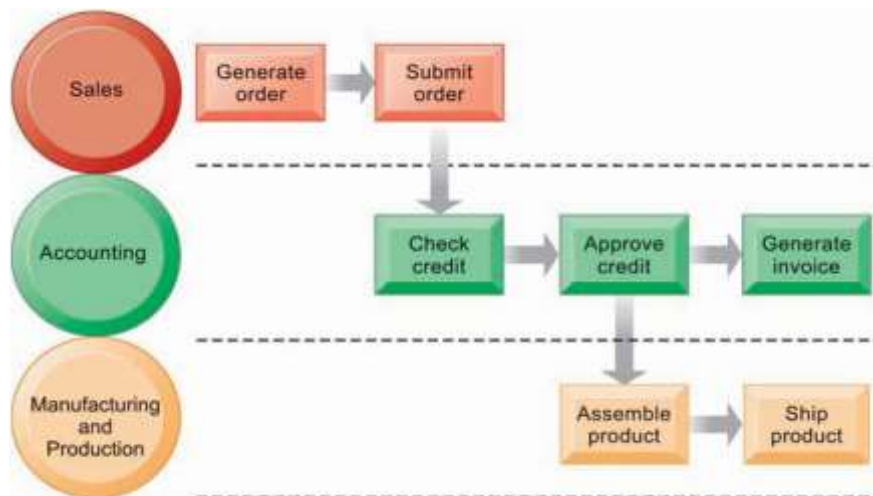 Sales
Generate
order
Submit
order
Accounting
Check
credit
Approve
credit
Generate
invoice
Manufacturing
and
Production
Assemble
product
Ship
product